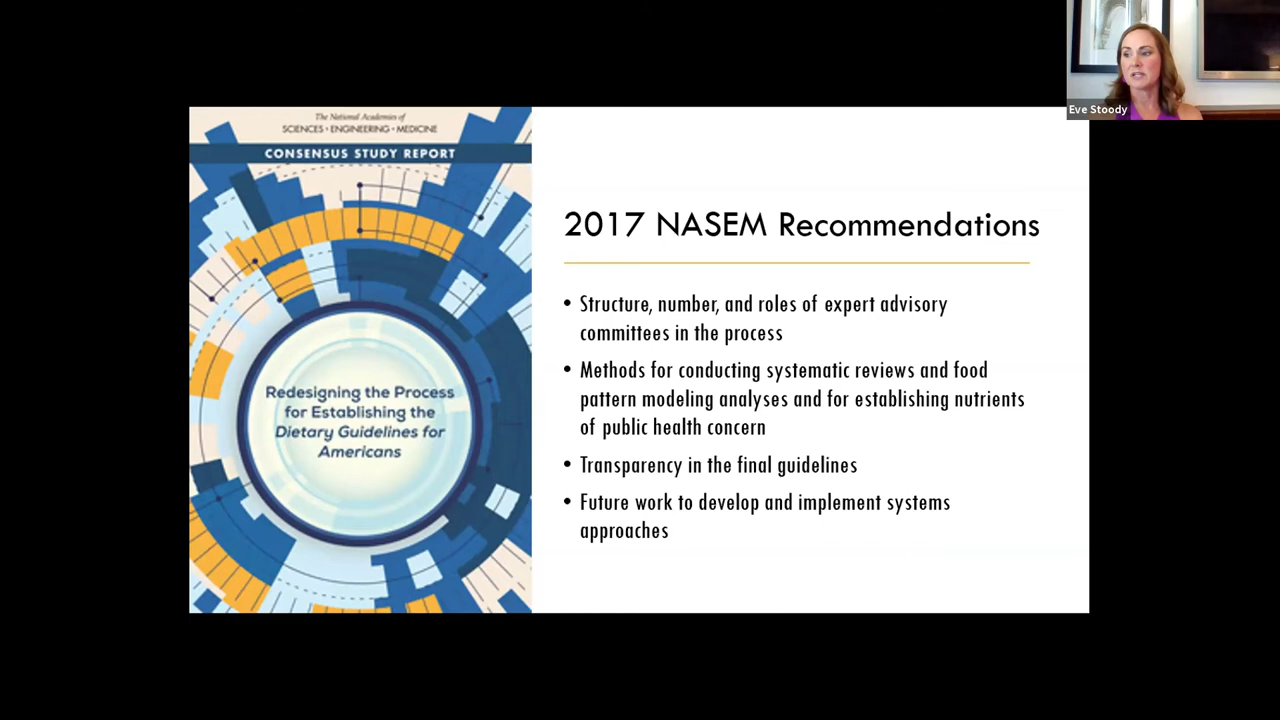 Eve Stoody
The National Academies of
SCIENCES • ENGINEERING • MEDICINE
CONSENSUS STUDY REPORT
Redesigning the Process
for Establishing the
Dietary Guidelines for
Americans
2017 NASEM Recommendations
• Structure, number, and roles of expert advisory
committees in the process
• Methods for conducting systematic reviews and food
pattern modeling analyses and for establishing nutrients
of public health concern
• Transparency in the final guidelines
• Future work to develop and implement systems
approaches